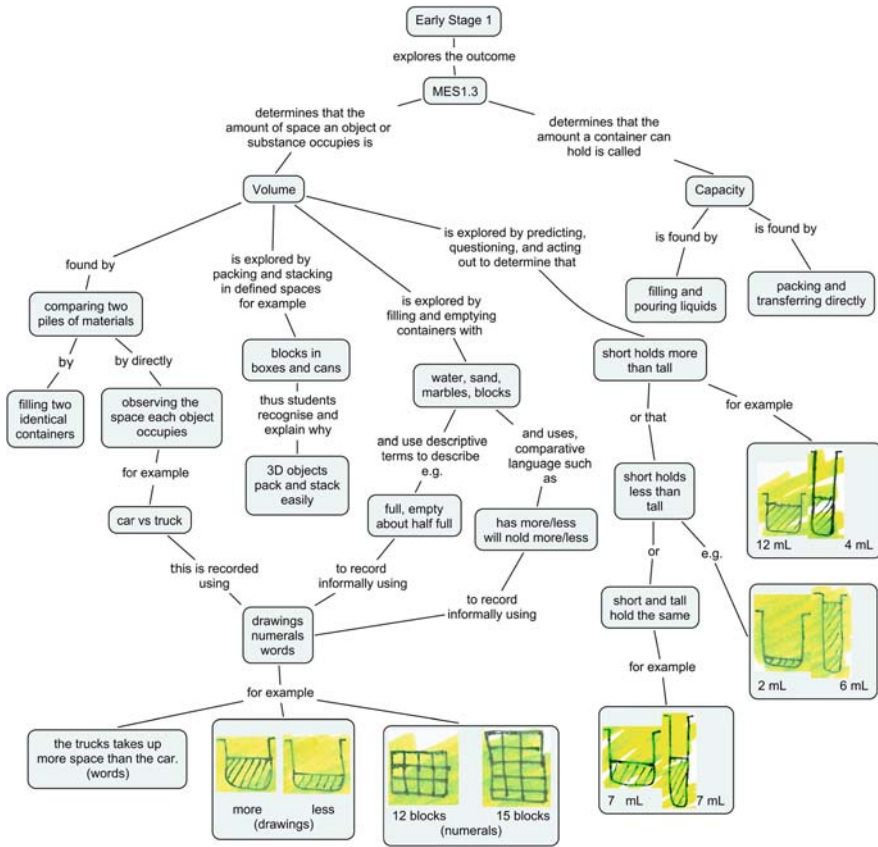 Early Stage 1
explores the outcome
MES1.3
determines that the
amount of space an object or
substance occupies is
determines that the
amount a container can
hold is called
Volume
Capacity
found by
is explored by
packing and stacking
in defined spaces
for example
is explored by
filling and emptying
containers with
is explored by predicting,
questioning, and acting
out to determine that
is found by
is found by
filling and
pouring liquids
packing and
transferring directly
comparing two
piles of materials
blocks in
boxes and cans
water, sand,
marbles, blocks
short holds more
than tall
by
by directly
filling two
identical
containers
observing the
space each object
occupies
thus students
recognise and
explain why
3D objects
pack and stack
easily
and use descriptive
terms to describe
e.g.
and uses,
comparative
language such
as
or that
for example
for example
car vs truck
full, empty
about half full
has more/less
will nold more/less
short holds
less than
tall
12 mL
4 mL
this is recorded
using
to record
informally using
to record
informally using
or
e.g.
drawings
numerals
words
short and tall
hold the same
2 mL
6 mL
for example
for example
the trucks takes up
more space than the car.
(words)
more
less
(drawings)
12 blocks
15 blocks
(numerals)
7 mL
7 mL